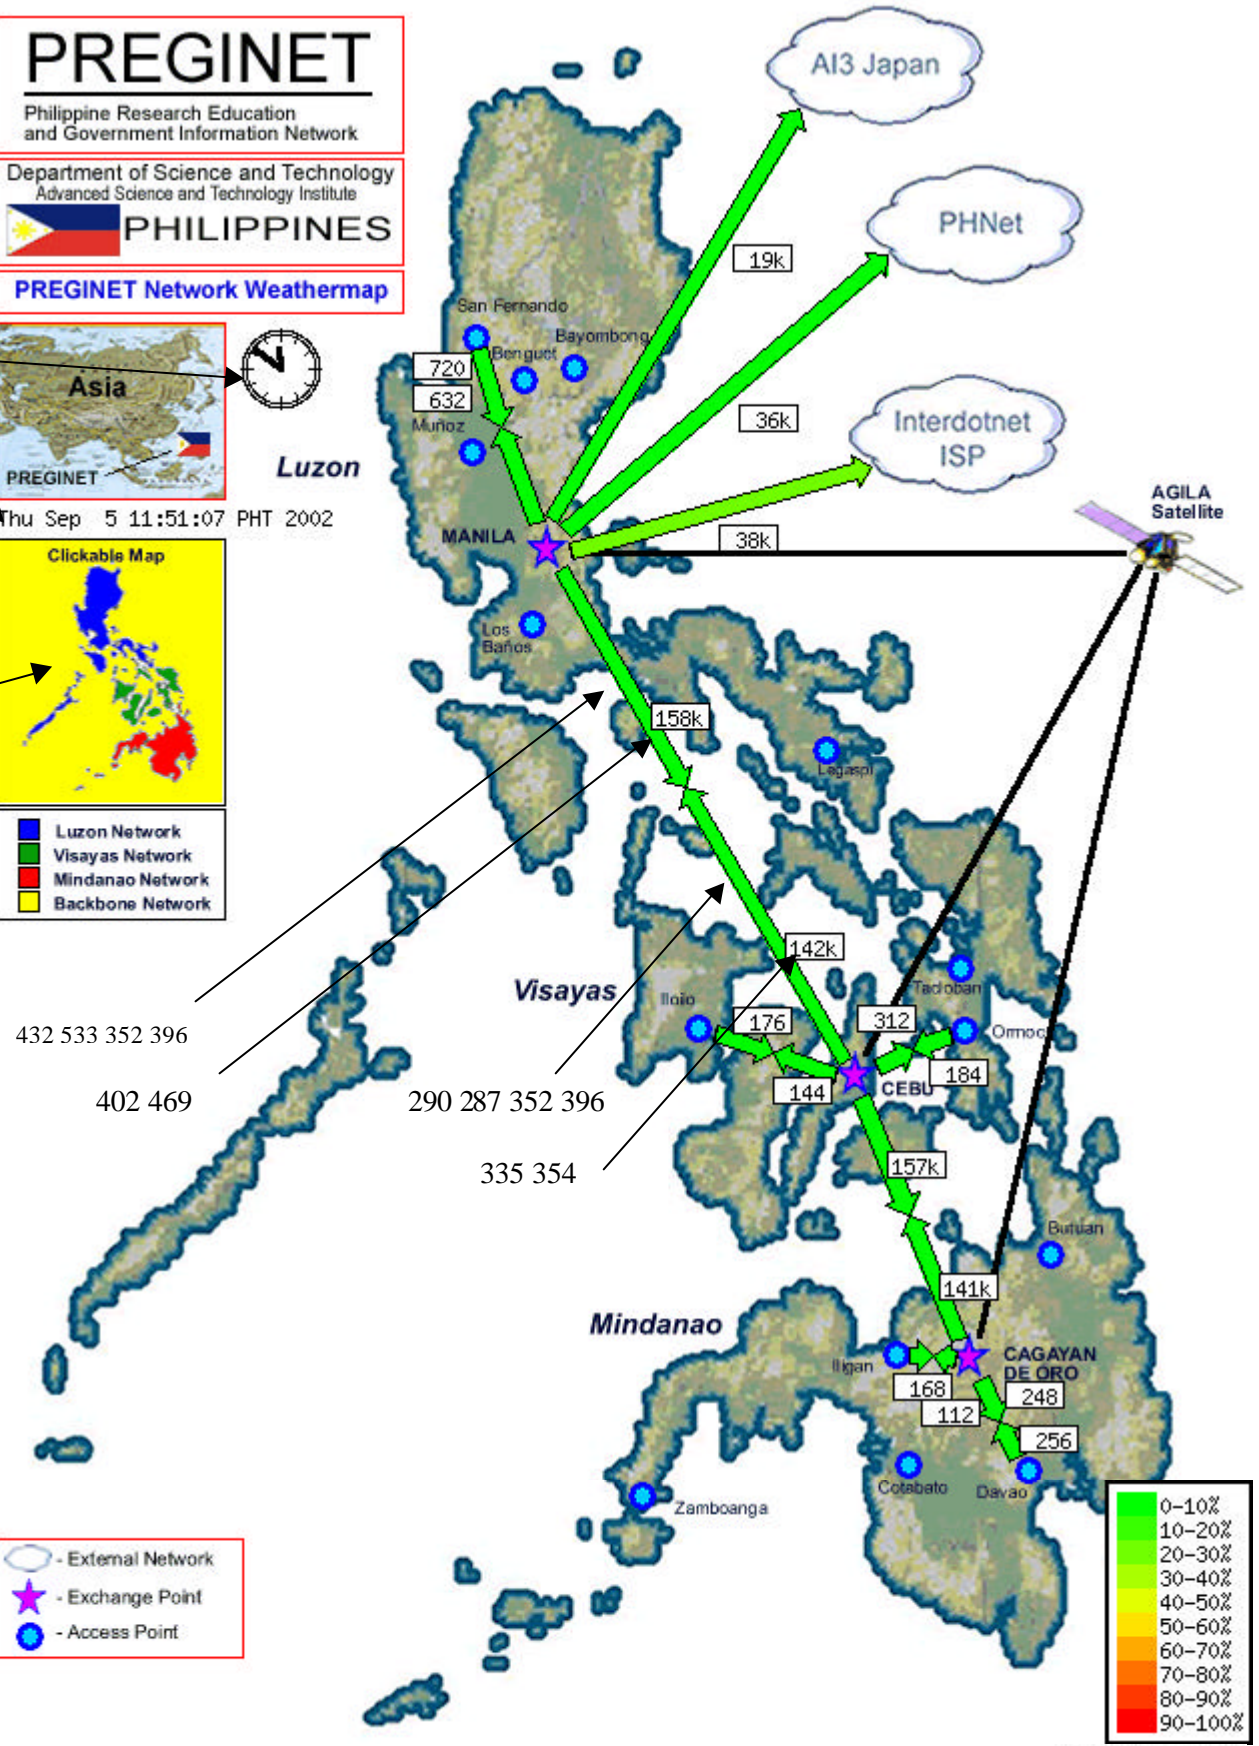 PREGINET
Philippine Research Education
and Government Information Network
Department of Science and Technology
Advanced Science and Technology Institute
PHILIPPINES
PREGINET Network Weathermap
Asia
PREGINET
Thu Sep  5 11:51:07 PHT 2002
Clickable Map
Luzon Network
Visayas Network
Mindanao Network
Backbone Network
AI3 Japan
PHNet
Interdotnet
ISP
AGILA
Satellite
19k
36k
38k
San Fernando
Bayombong
Benguet
720
632
Muñoz
Luzon
MANILA
Los
Baños
158k
Legaspi
142k
Visayas
Iloilo
176
144
312
184
Tacloban
Ormoc
CEBU
432 533 352 396
402 469
290 287 352 396
335 354
157k
141k
Butuan
Mindanao
Iligan
CAGAYAN
DE ORO
168
112
248
256
Cotabato
Davao
Zamboanga
- External Network
- Exchange Point
- Access Point
0-10%
10-20%
20-30%
30-40%
40-50%
50-60%
60-70%
70-80%
80-90%
90-100%